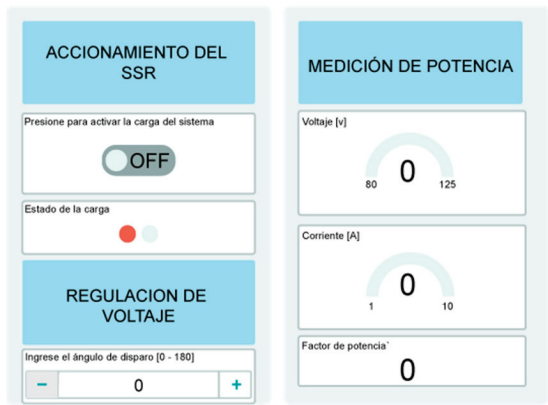 ACCIONAMIENTO DEL
SSR
Presione para activar la carga del sistema
OFF
Estado de la carga
REGULACION DE
VOLTAJE
Ingrese el ángulo de disparo [0 - 180]
− 0 +
MEDICIÓN DE POTENCIA
Voltaje [v]
0
80 125
Corriente [A]
0
1 10
Factor de potencia`
0